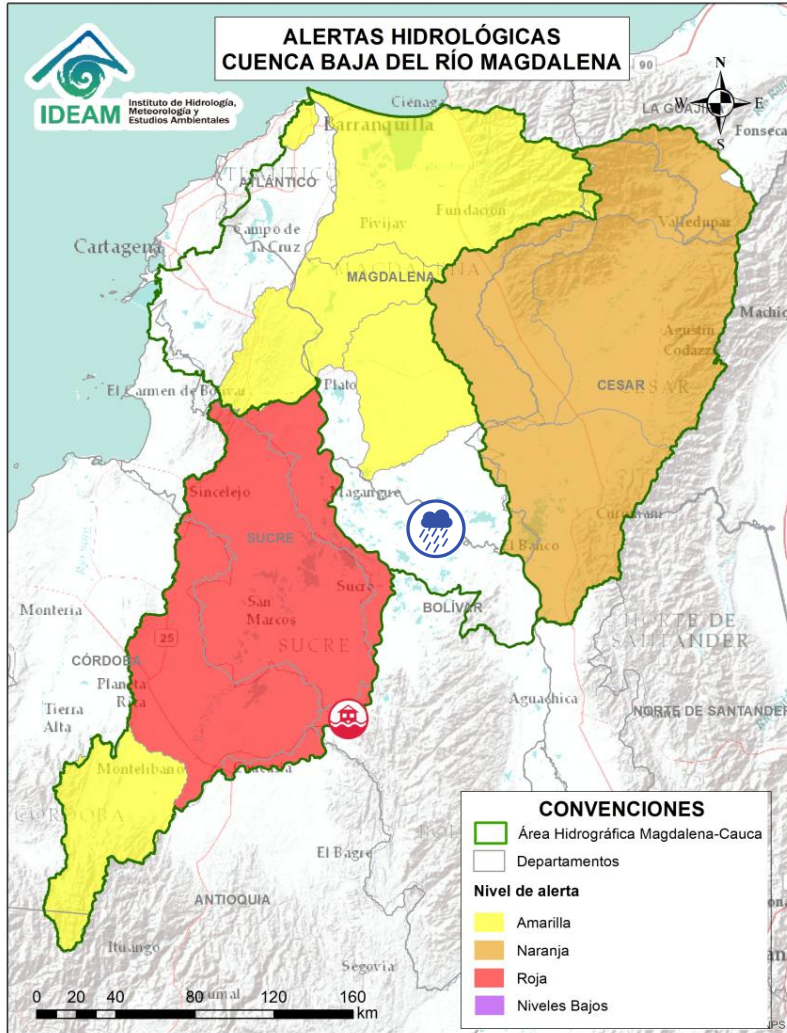 ALERTAS HIDROLÓGICAS
CUENCA BAJA DEL RÍO MAGDALENA
IDEAM
Instituto de Hidrología,
Meteorología y
Estudios Ambientales
90
N
W
E
S
LA GUAJIRA
Fonseca
Ciénaga
Barranquilla
ATLÁNTICO
Valledupar
Campo de
la Cruz
Pivijay
Fundación
Cartagena
MAGDALENA
Agustín
Codazzi
CESAR
CESAR
El Carmen de Bolívar
Plato
Sincelejo
Magangué
SUCRE
El Banco
Curumaní
Sucre
BOLÍVAR
Montería
San
Marcos
SUCRE
NORTE DE
SANTANDER
25
CÓRDOBA
Planeta
Rica
Tierra
Alta
Aguachica
NORTE DE SANTANDER
Montelíbano
CÓRDOBA
El Bagre
ANTIOQUIA
Ituango
Segovia
CONVENCIONES
Área Hidrográfica Magdalena-Cauca
Departamentos
Nivel de alerta
Amarilla
Naranja
Roja
Niveles Bajos
0 20 40 80 120 160
km